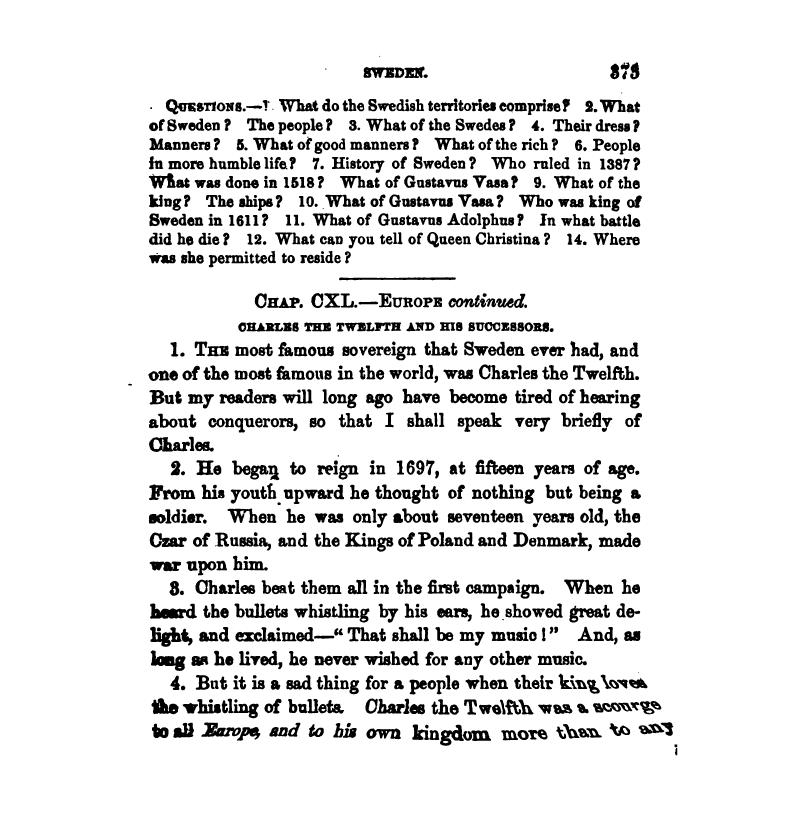 SWEDEN. 373
QUESTIONS.—1. What do the Swedish territories comprise? 2. What
of Sweden? The people? 3. What of the Swedes? 4. Their dress?
Manners? 5. What of good manners? What of the rich? 6. People
in more humble life? 7. History of Sweden? Who ruled in 1387?
What was done in 1518? What of Gustavus Vasa? 9. What of the
king? The ships? 10. What of Gustavus Vasa? Who was king of
Sweden in 1611? 11. What of Gustavus Adolphus? In what battle
did he die? 12. What can you tell of Queen Christina? 14. Where
was she permitted to reside?
CHAP. CXL.—EUROPE continued.
CHARLES THE TWELFTH AND HIS SUCCESSORS.
1. THE most famous sovereign that Sweden ever had, and
one of the most famous in the world, was Charles the Twelfth.
But my readers will long ago have become tired of hearing
about conquerors, so that I shall speak very briefly of
Charles.
2. He began to reign in 1697, at fifteen years of age.
From his youth upward he thought of nothing but being a
soldier. When he was only about seventeen years old, the
Czar of Russia, and the Kings of Poland and Denmark, made
war upon him.
3. Charles beat them all in the first campaign. When he
heard the bullets whistling by his ears, he showed great de-
light, and exclaimed—“That shall be my music!” And, as
long as he lived, he never wished for any other music.
4. But it is a sad thing for a people when their king loves
the whistling of bullets. Charles the Twelfth was a scourge
to all Europe, and to his own kingdom more than to any